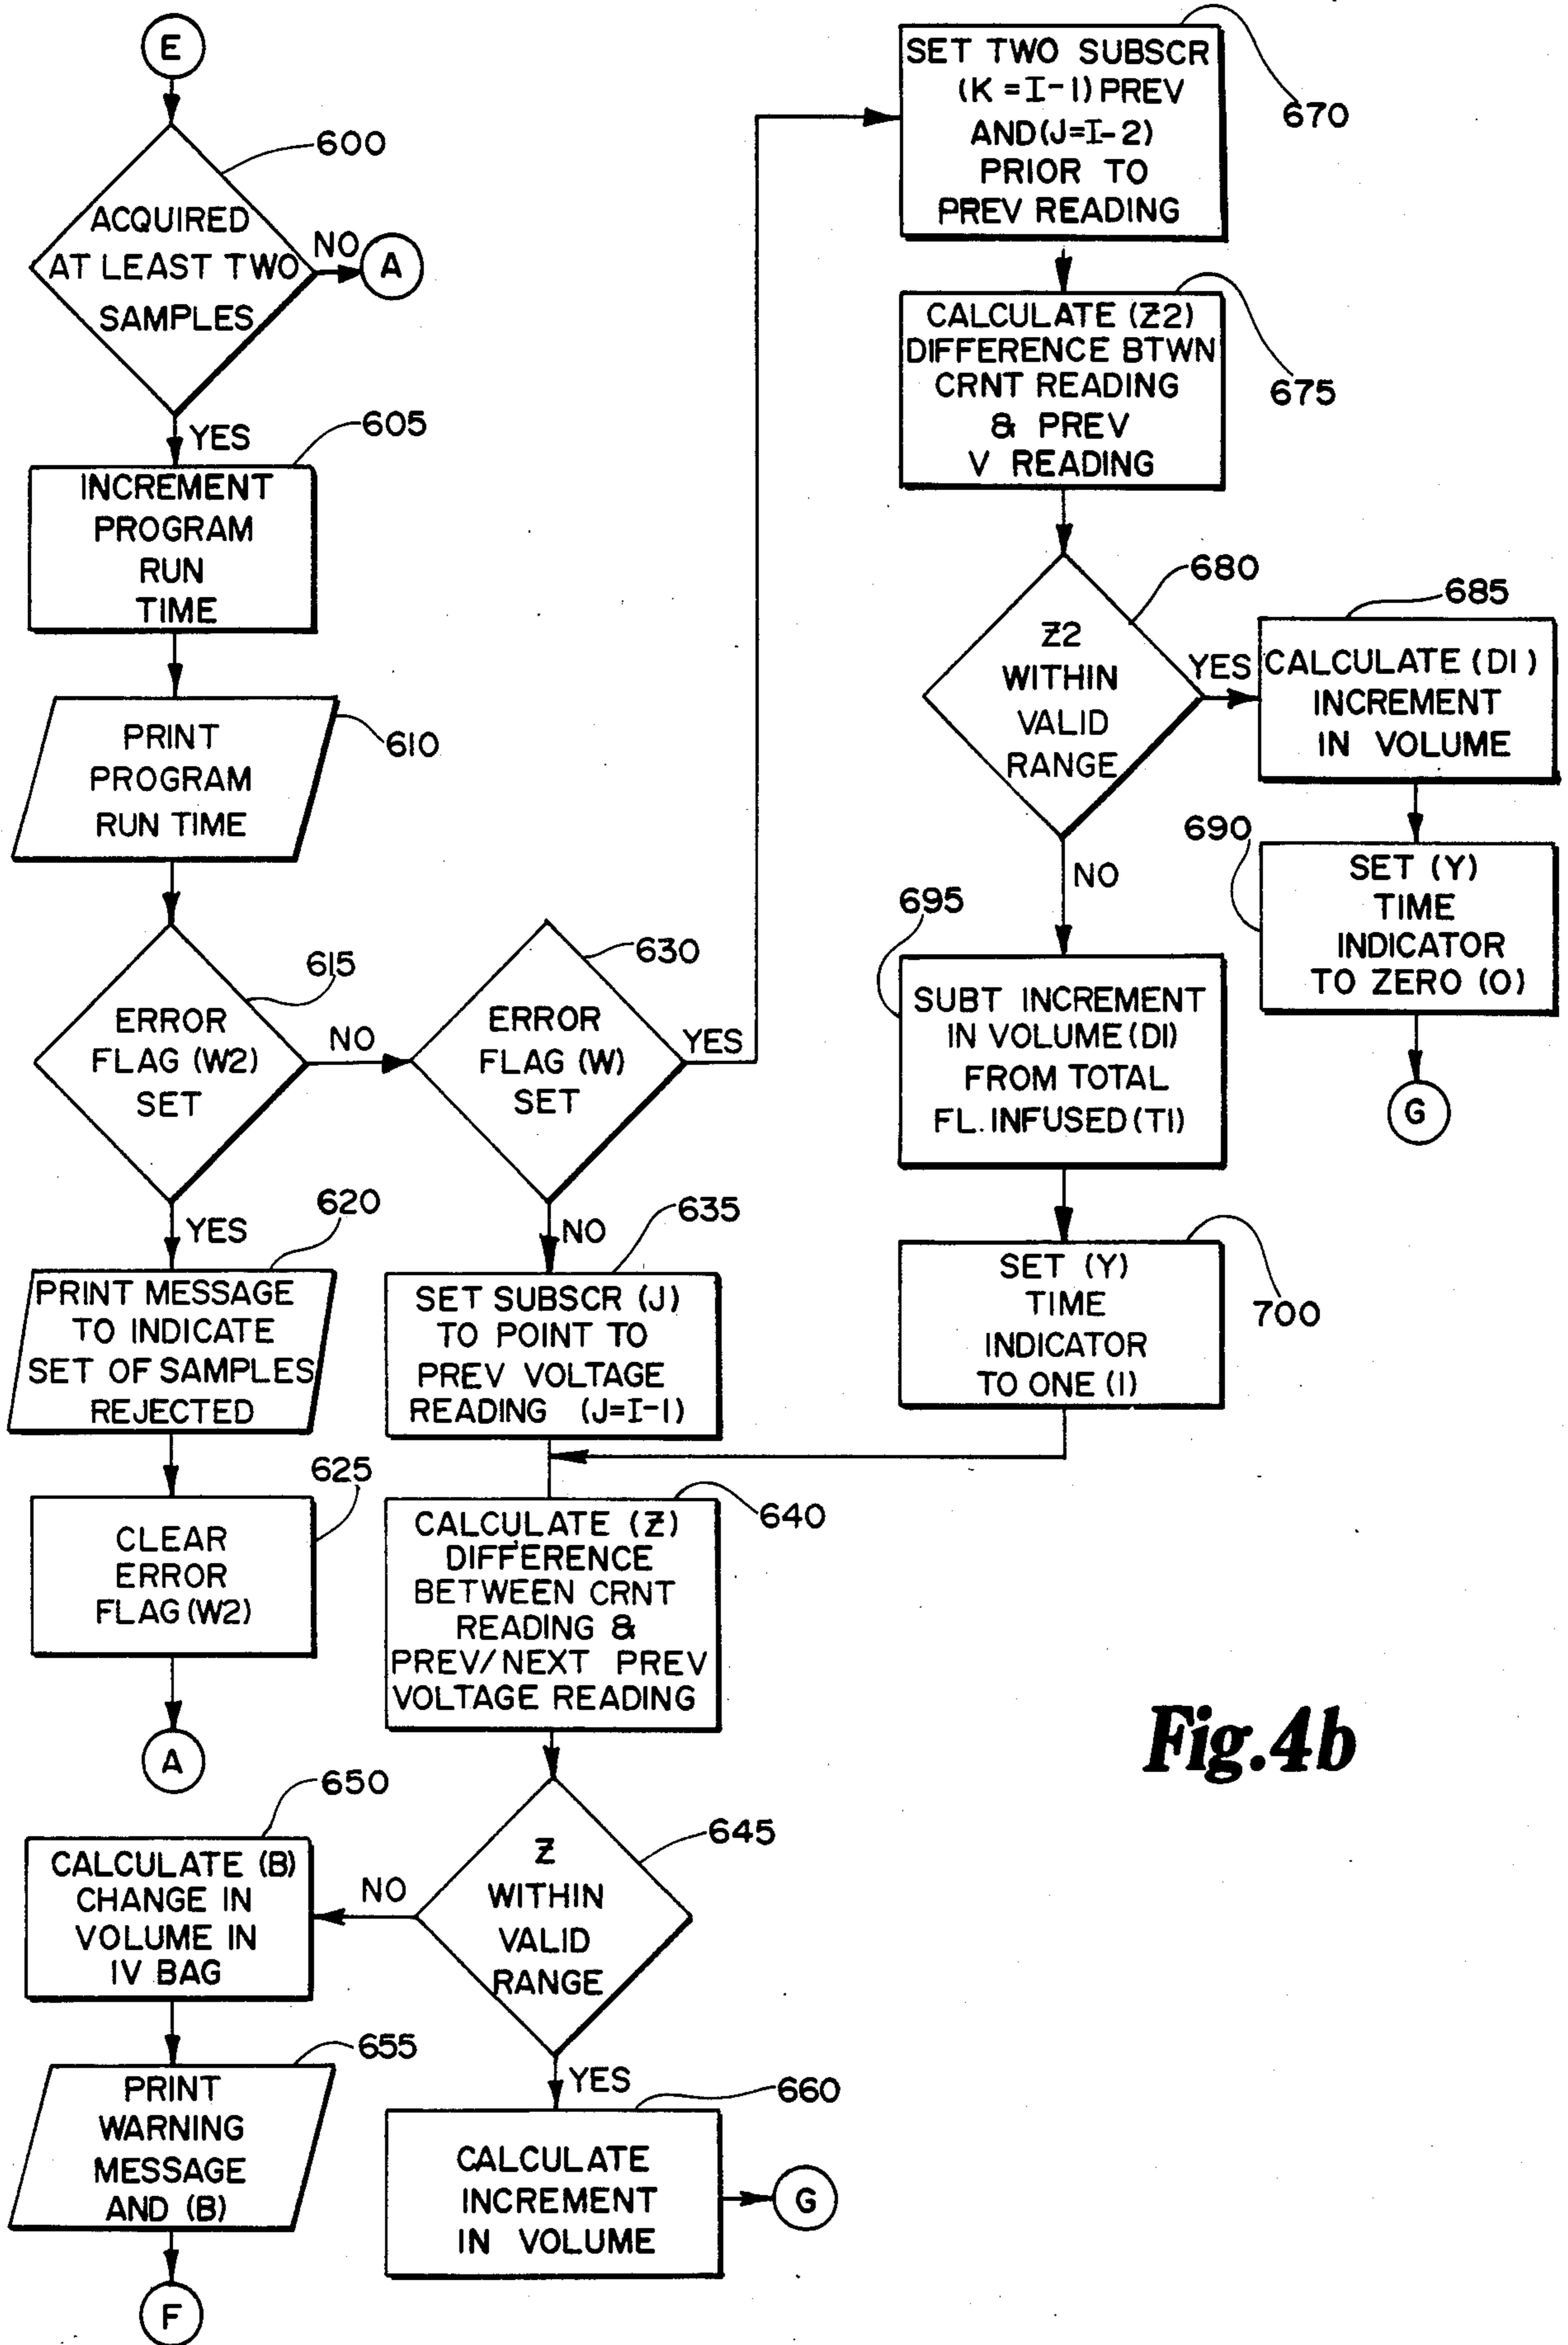 E
600
ACQUIRED
AT LEAST TWO
SAMPLES
NO
A
YES
605
INCREMENT
PROGRAM
RUN
TIME
610
PRINT
PROGRAM
RUN TIME
615
ERROR
FLAG (W2)
SET
NO
YES
620
PRINT MESSAGE
TO INDICATE
SET OF SAMPLES
REJECTED
625
CLEAR
ERROR
FLAG (W2)
A
630
ERROR
FLAG (W)
SET
YES
NO
635
SET SUBSCR (J)
TO POINT TO
PREV VOLTAGE
READING (J=I-1)
640
CALCULATE (Z)
DIFFERENCE
BETWEEN CRNT
READING &
PREV/NEXT PREV
VOLTAGE READING
645
Z
WITHIN
VALID
RANGE
NO
YES
650
CALCULATE (B)
CHANGE IN
VOLUME IN
IV BAG
655
PRINT
WARNING
MESSAGE
AND (B)
F
660
CALCULATE
INCREMENT
IN VOLUME
G
670
SET TWO SUBSCR
(K=I-1) PREV
AND (J=I-2)
PRIOR TO
PREV READING
675
CALCULATE (Z2)
DIFFERENCE BTWN
CRNT READING
& PREV
V READING
680
Z2
WITHIN
VALID
RANGE
YES
NO
685
CALCULATE (D1)
INCREMENT
IN VOLUME
690
SET (Y)
TIME
INDICATOR
TO ZERO (0)
G
695
SUBT INCREMENT
IN VOLUME (D1)
FROM TOTAL
FL. INFUSED (T1)
700
SET (Y)
TIME
INDICATOR
TO ONE (1)
Fig.4b